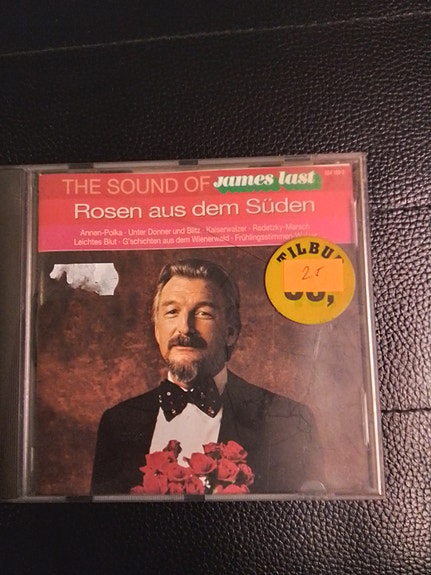 THE SOUND OF james last
Rosen aus dem Süden
Annen-Polka · Unter Donner und Blitz · Kaiserwalzer · Radetzky-Marsch
Leichtes Blut · G'schichten aus dem Wienerwald · Frühlingsstimmen-
TILBU
25